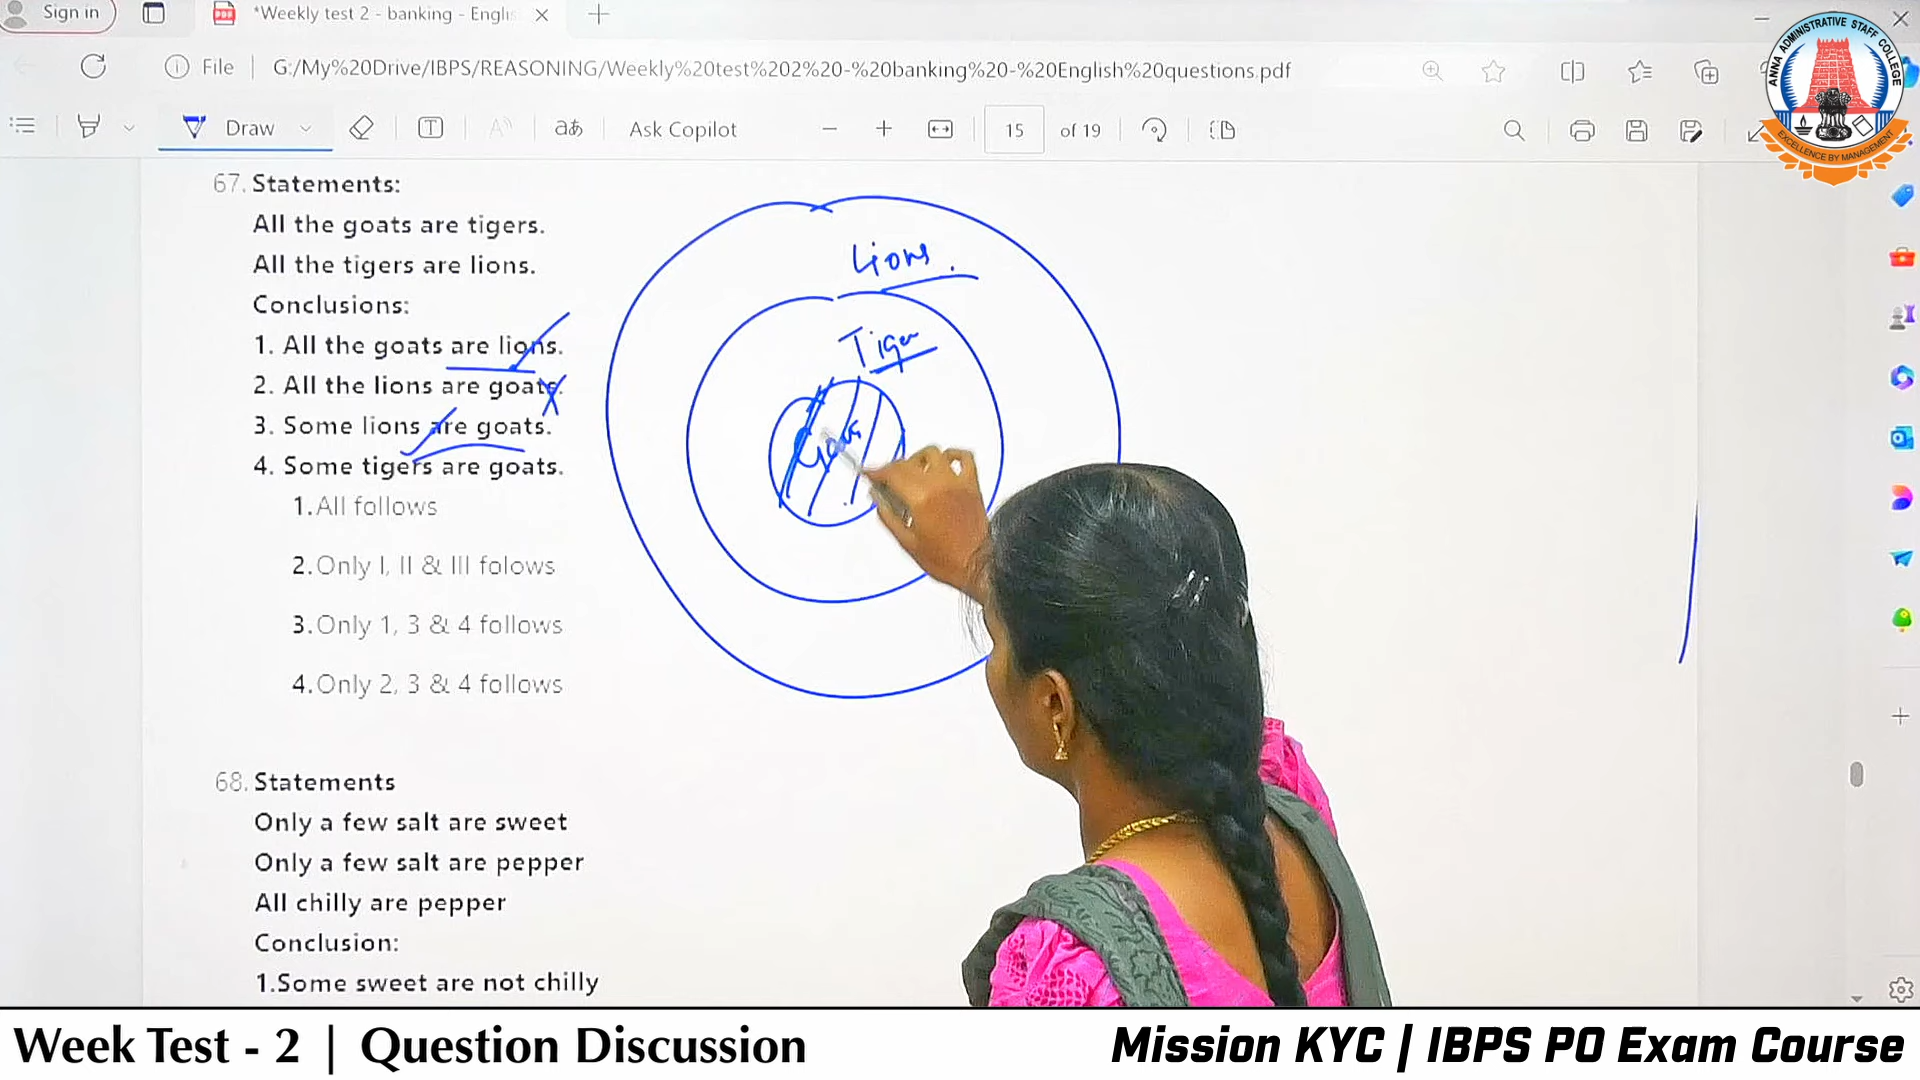 Sign in
*Weekly test 2 - banking - Englis
File
G:/My%20Drive/IBPS/REASONING/Weekly%20test%202%20-%20banking%20-%20English%20questions.pdf
Draw
Ask Copilot
15
of 19
ANNA ADMINISTRATIVE STAFF COLLEGE
EXCELLENCE BY MANAGEMENT
67. Statements:
All the goats are tigers.
All the tigers are lions.
Conclusions:
1. All the goats are lions.
2. All the lions are goats.
3. Some lions are goats.
4. Some tigers are goats.
1.All follows
2.Only I, II & III folows
3.Only 1, 3 & 4 follows
4.Only 2, 3 & 4 follows
Lions.
Tiger
68. Statements
Only a few salt are sweet
Only a few salt are pepper
All chilly are pepper
Conclusion:
1.Some sweet are not chilly
Week Test - 2 | Question Discussion
Mission KYC | IBPS PO Exam Course